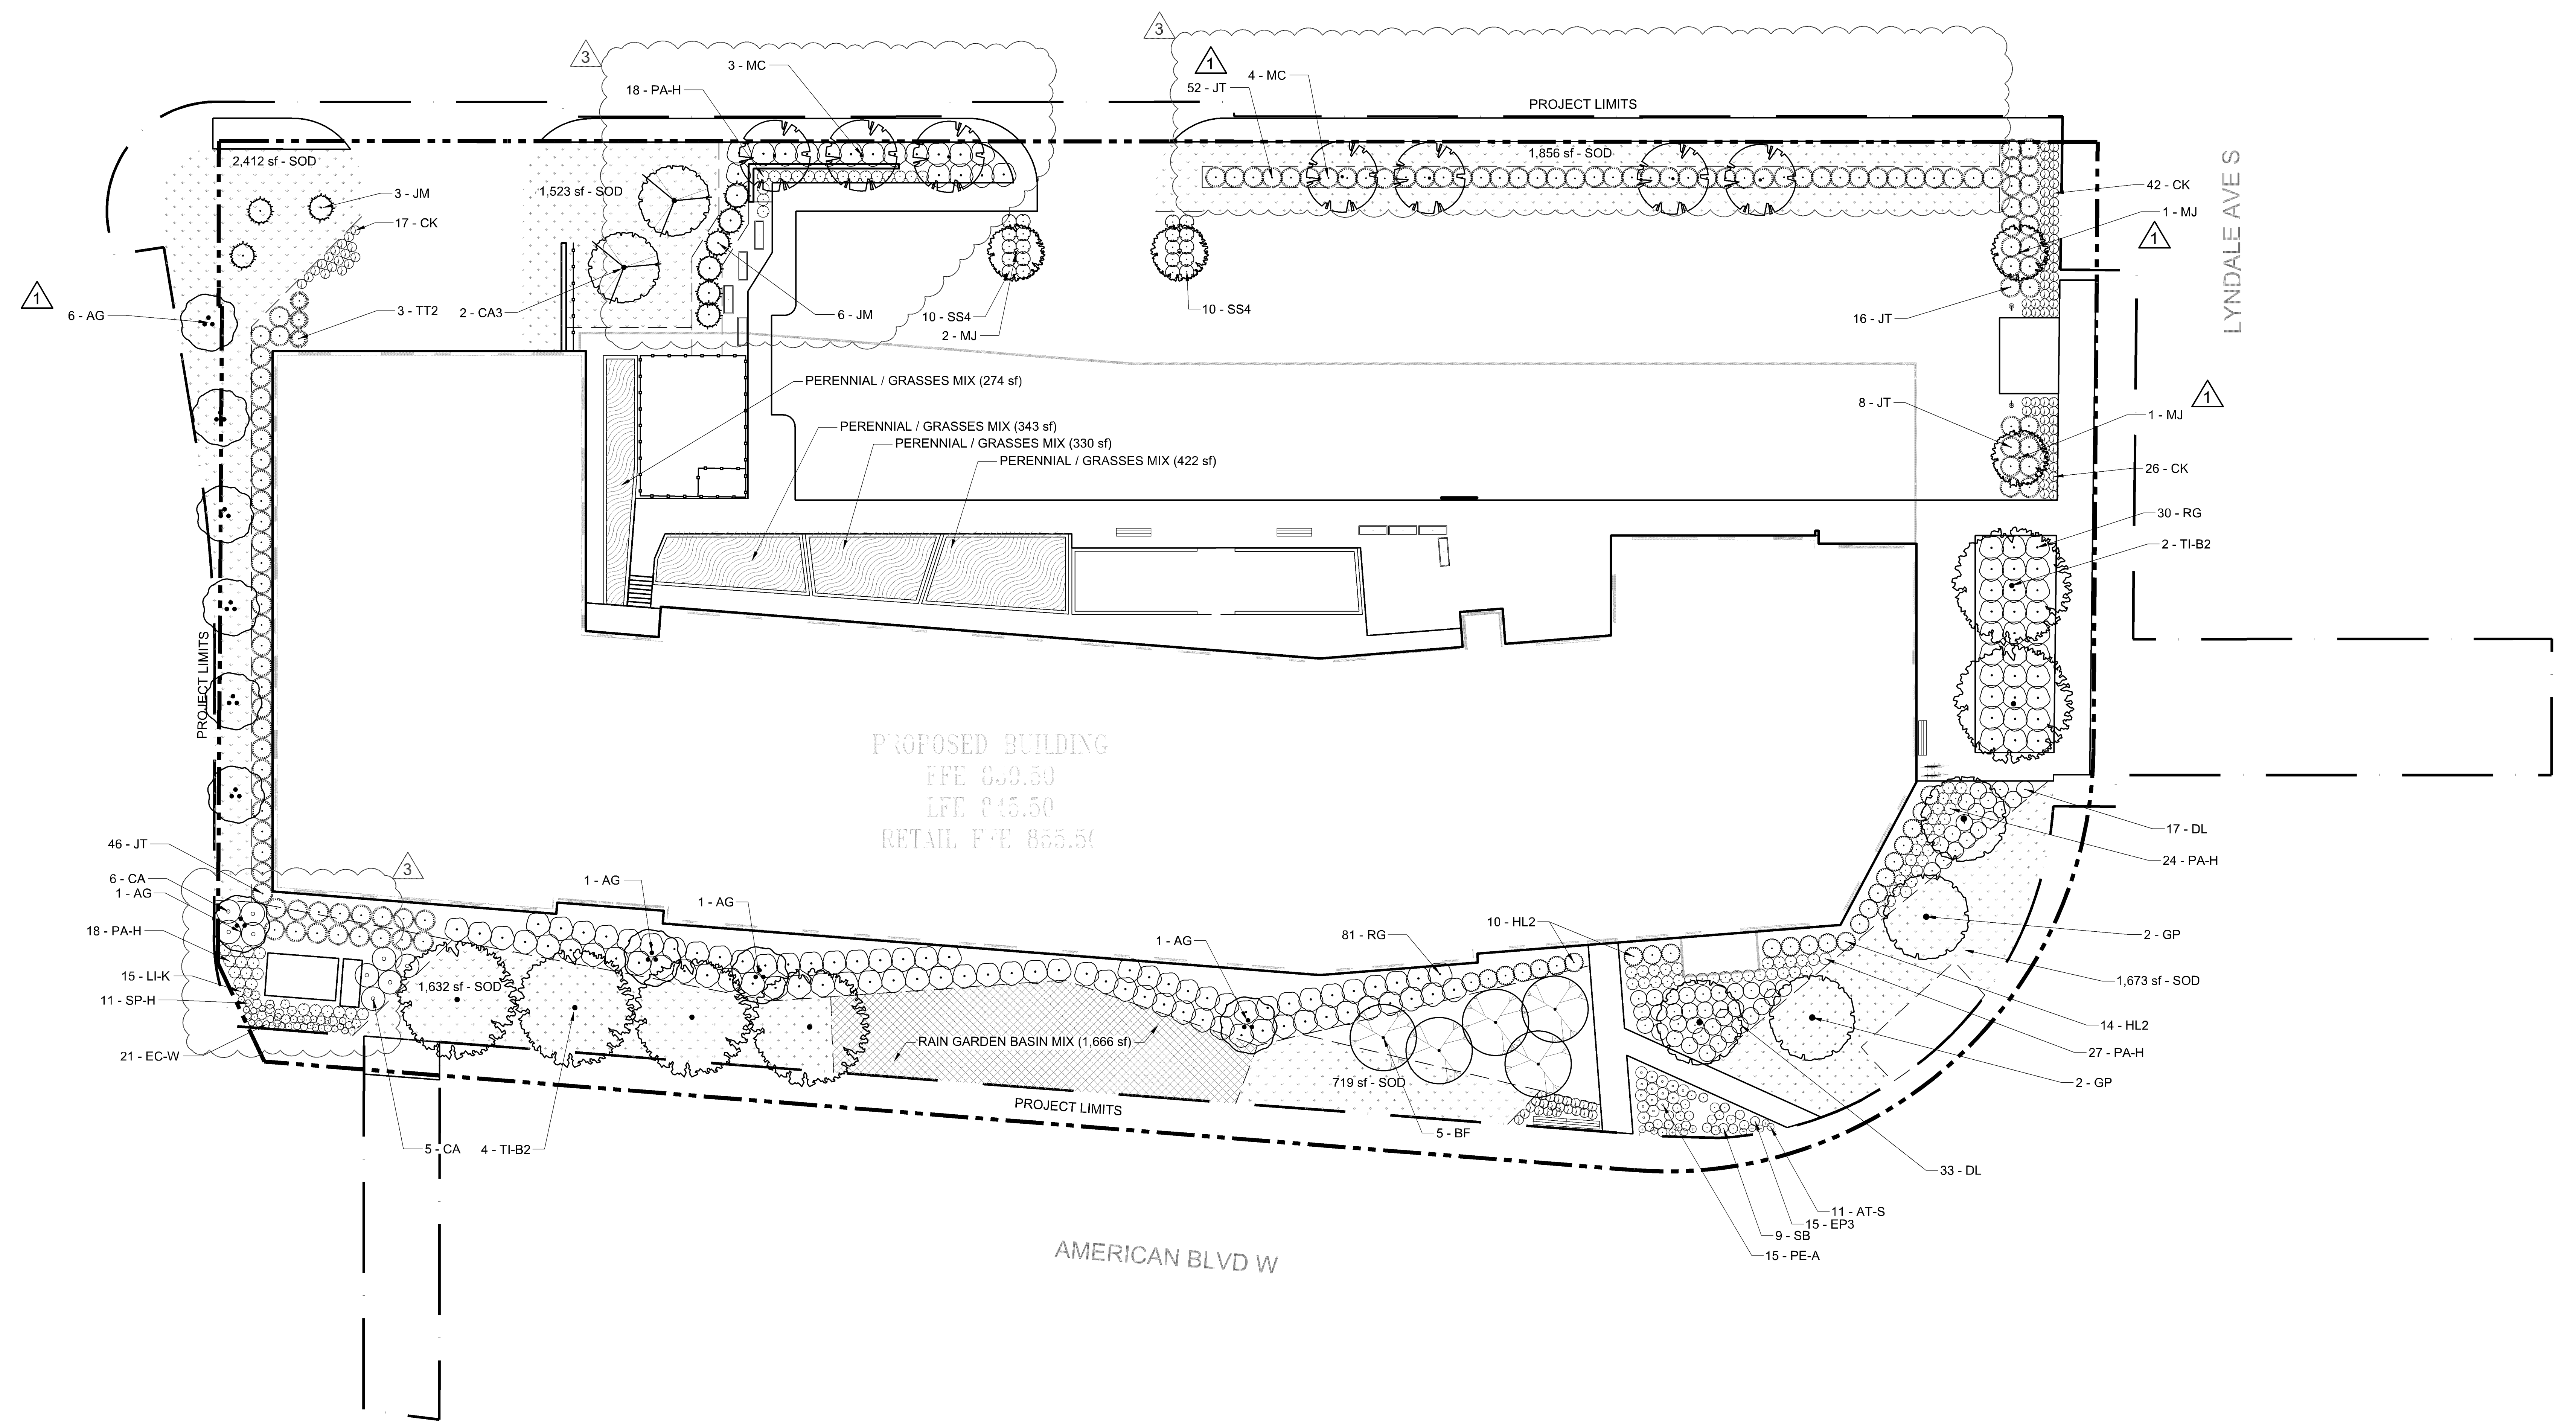 3
3
3 - MC
1
4 - MC
18 - PA-H
52 - JT
PROJECT LIMITS
2,412 sf - SOD
1,856 sf - SOD
1,523 sf - SOD
3 - JM
42 - CK
17 - CK
1 - MJ
LYNDALE AVE S
1
1
6 - AG
3 - TT2
2 - CA3
6 - JM
10 - SS4
10 - SS4
2 - MJ
16 - JT
PERENNIAL / GRASSES MIX (274 sf)
8 - JT
1
1 - MJ
PERENNIAL / GRASSES MIX (343 sf)
PERENNIAL / GRASSES MIX (330 sf)
PERENNIAL / GRASSES MIX (422 sf)
26 - CK
30 - RG
2 - TI-B2
PROJECT LIMITS
PROPOSED BUILDING
RETAIL
17 - DL
46 - JT
24 - PA-H
3
6 - CA
1 - AG
1 - AG
1 - AG
18 - PA-H
10 - HL2
81 - RG
1 - AG
2 - GP
15 - LI-K
1,632 sf - SOD
1,673 sf - SOD
11 - SP-H
14 - HL2
21 - EC-W
RAIN GARDEN BASIN MIX (1,666 sf)
27 - PA-H
719 sf - SOD
2 - GP
PROJECT LIMITS
5 - BF
5 - CA
4 - TI-B2
33 - DL
11 - AT-S
15 - EP3
9 - SB
15 - PE-A
AMERICAN BLVD W